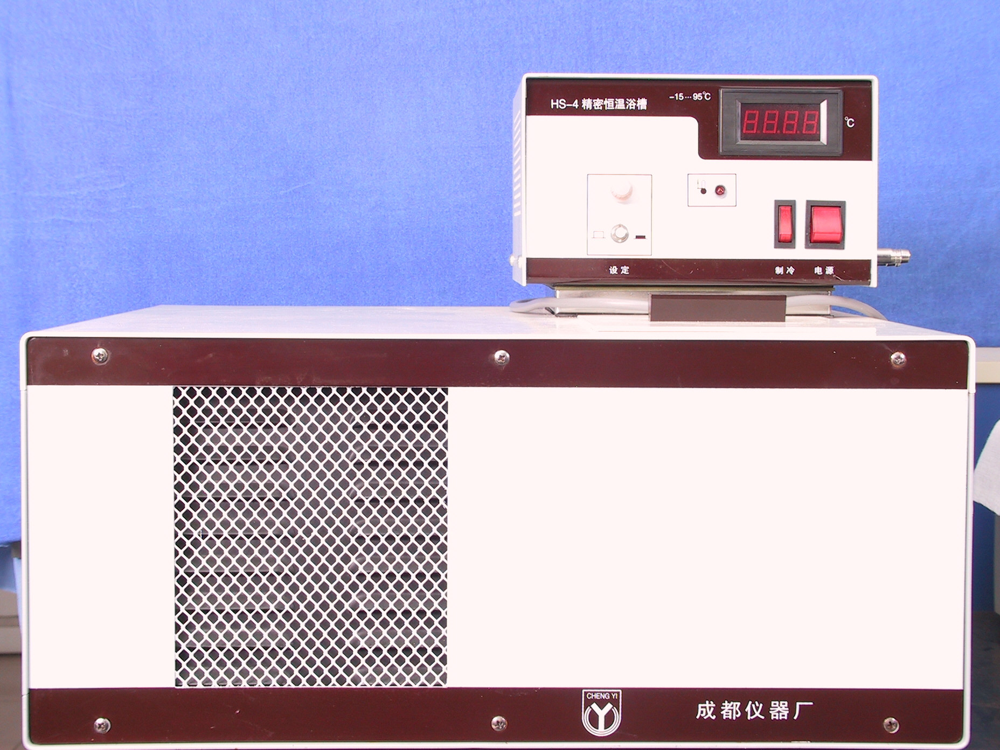 HS-4 精密恒温浴槽
-15···95℃
8.8.8.8.
℃
设定
制冷
电源
CHENG YI
成都仪器厂